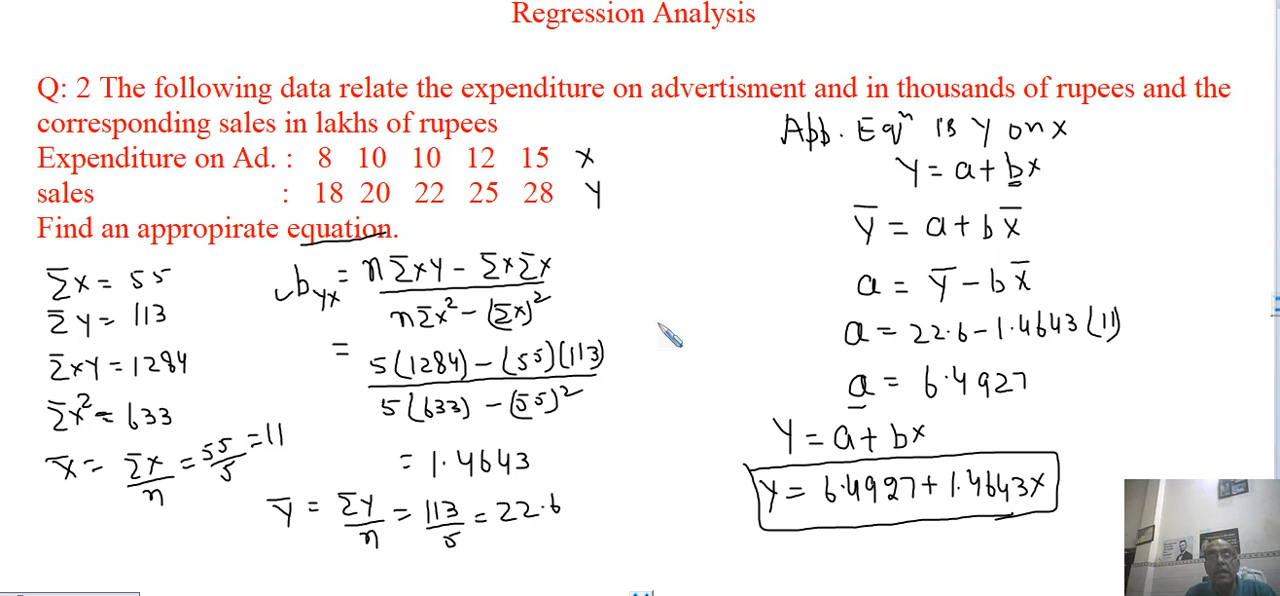 Regression Analysis
Q: 2 The following data relate the expenditure on advertisment and in thousands of rupees and the
corresponding sales in lakhs of rupees
Expenditure on Ad. : 8 10 10 12 15 X
sales : 18 20 22 25 28 Y
Find an appropirate equation.
Σx = 55
Σy = 113
Σxy = 1284
Σx² = 633
x̄ = Σx/n = 55/5 = 11
b_yx = (nΣxy - ΣxΣx) / (nΣx² - (Σx)²)
= (5(1284) - (55)(113)) / (5(633) - (55)²)
= 1.4643
ȳ = Σy/n = 113/5 = 22.6
App. Eqⁿ is y on x
y = a + bx
ȳ = a + bx̄
a = ȳ - bx̄
a = 22.6 - 1.4643(11)
a = 6.4927
y = a + bx
y = 6.4927 + 1.4643x